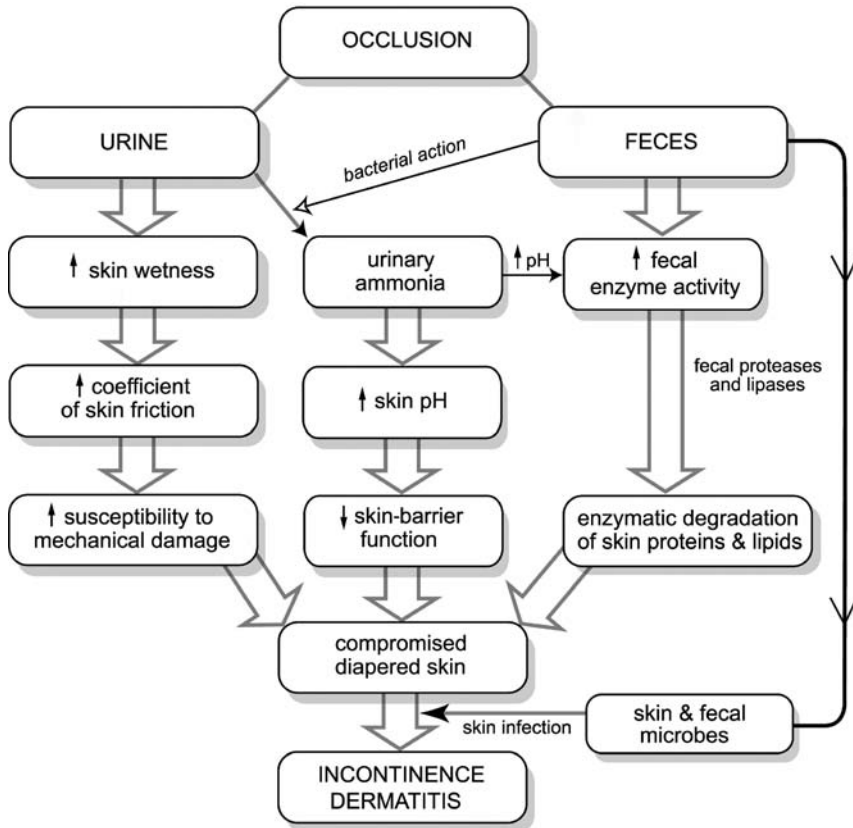 OCCLUSION
URINE
FECES
bacterial action
↑ skin wetness
urinary
ammonia
↑ pH
↑ fecal
enzyme activity
↑ coefficient
of skin friction
↑ skin pH
fecal proteases
and lipases
↑ susceptibility to
mechanical damage
↓ skin-barrier
function
enzymatic degradation
of skin proteins & lipids
compromised
diapered skin
skin infection
skin & fecal
microbes
INCONTINENCE
DERMATITIS